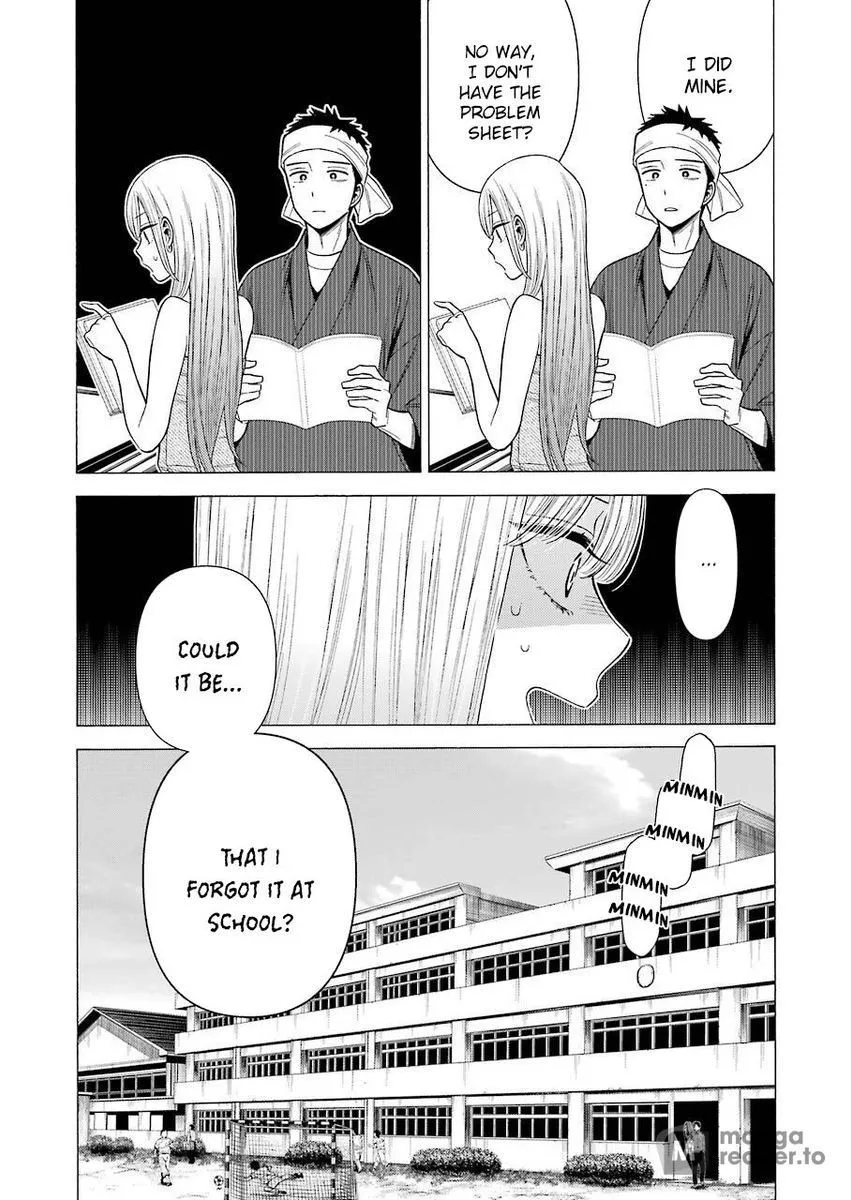 I DID
MINE.
NO WAY,
I DON'T
HAVE THE
PROBLEM
SHEET?
...
COULD
IT BE...
THAT I
FORGOT IT AT
SCHOOL?
MINMIN
MINMIN
MINMIN
MINMIN
M manga
reader.to